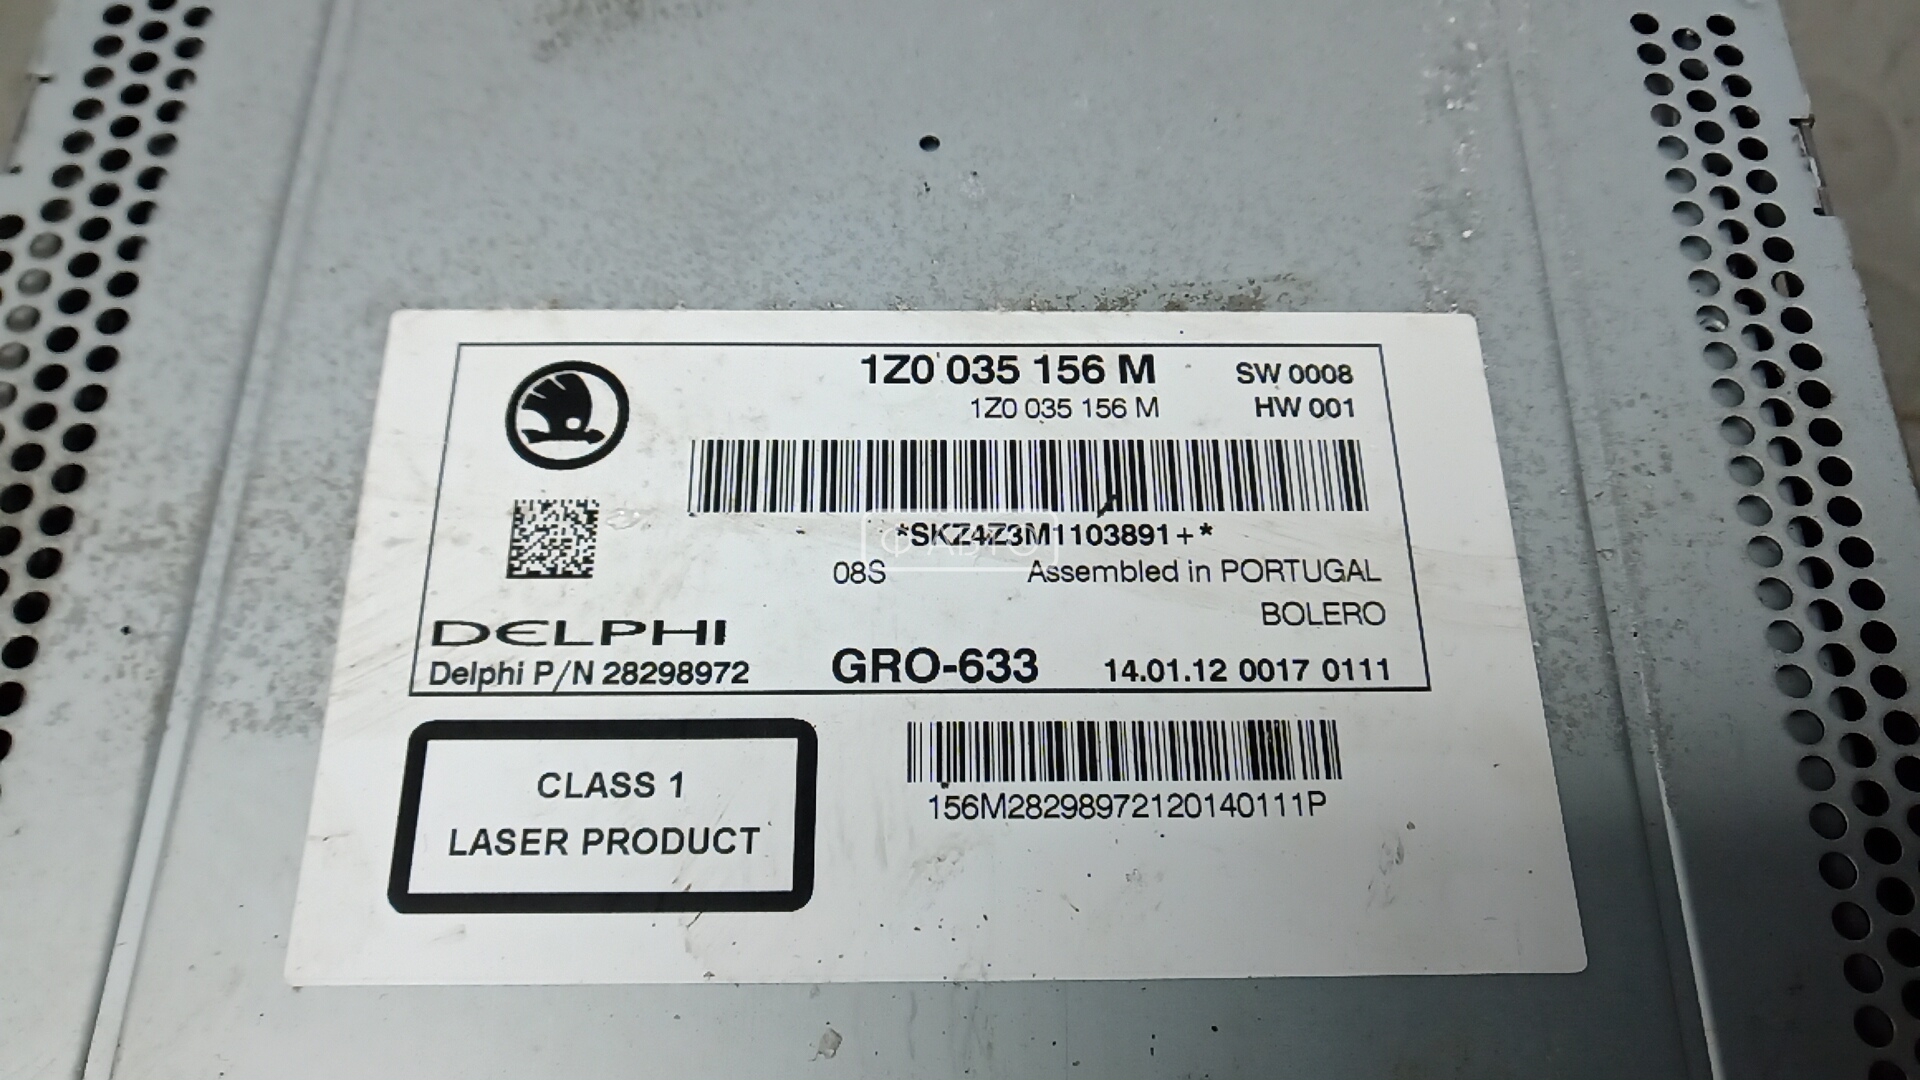 1Z0 035 156 M SW 0008
1Z0 035 156 M HW 001
*SKZ4Z3M1103891+*
Ф-АВТО
08S Assembled in PORTUGAL
BOLERO
DELPHI
Delphi P/N 28298972 GRO-633 14.01.12 0017 0111
CLASS 1
LASER PRODUCT
156M28298972120140111P